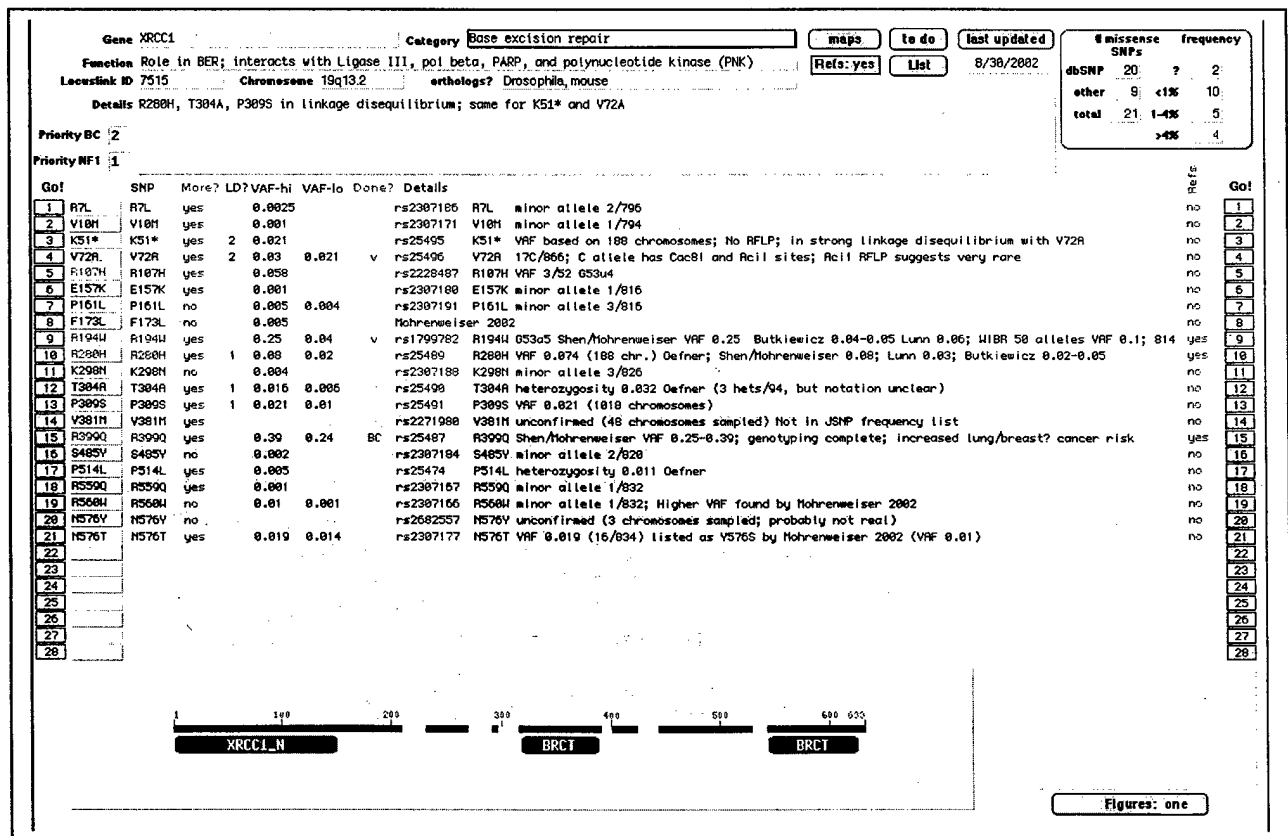 Gene XRCC1 Category Base excision repair maps to do last updated # missense SNPs frequency
Function Role in BER; interacts with Ligase III, pol beta, PARP, and polynucleotide kinase (PNK) Refs: yes List 8/30/2002 dbSNP 20 ? 2
Locuslink ID 7515 Chromosome 19q13.2 orthologs? Drosophila, mouse other 9 <1% 10
Details R280H, T304A, P309S in linkage disequilibrium; same for K51* and V72A total 21 1-4% 5
Priority BC 2 >4% 4
Priority NF1 1
Go! SNP More? LD? VAF-hi VAF-lo Done? Details Refs Go!
1 R7L R7L yes 0.0025 rs2307186 R7L minor allele 2/796 no 1
2 V10M V10M yes 0.001 rs2307171 V10M minor allele 1/794 no 2
3 K51* K51* yes 2 0.021 rs25495 K51* VAF based on 188 chromosomes; No RFLP; in strong linkage disequilibrium with V72A no 3
4 V72A V72A yes 2 0.03 0.021 v rs25496 V72A 17C/866; C allele has Cac8I and AciI sites; AciI RFLP suggests very rare no 4
5 R107H R107H yes 0.058 rs2228487 R107H VAF 3/52 G53u4 no 5
6 E157K E157K yes 0.001 rs2307180 E157K minor allele 1/816 no 6
7 P161L P161L no 0.005 0.004 rs2307191 P161L minor allele 3/816 no 7
8 F173L F173L no 0.005 Mohrenweiser 2002 no 8
9 R194W R194W yes 0.25 0.04 v rs1799782 R194W G53a5 Shen/Mohrenweiser VAF 0.25 Butkiewicz 0.04-0.05 Lunn 0.06; WIBR 50 alleles VAF 0.1; 814 yes 9
10 R280H R280H yes 1 0.08 0.02 rs25489 R280H VAF 0.074 (188 chr.) Oefner; Shen/Mohrenweiser 0.08; Lunn 0.03; Butkiewicz 0.02-0.05 yes 10
11 K298N K298N no 0.004 rs2307188 K298N minor allele 3/826 no 11
12 T304A T304A yes 1 0.016 0.006 rs25490 T304A heterozygosity 0.032 Oefner (3 hets/94, but notation unclear) no 12
13 P309S P309S yes 1 0.021 0.01 rs25491 P309S VAF 0.021 (1018 chromosomes) no 13
14 V381M V381M yes rs2271980 V381M unconfirmed (48 chromosomes sampled) Not in JSNP frequency list no 14
15 R399Q R399Q yes 0.39 0.24 BC rs25487 R399Q Shen/Mohrenweiser VAF 0.25-0.39; genotyping complete; increased lung/breast? cancer risk yes 15
16 S485Y S485Y no 0.002 rs2307184 S485Y minor allele 2/820 no 16
17 P514L P514L yes 0.005 rs25474 P514L heterozygosity 0.011 Oefner no 17
18 R559Q R559Q yes 0.001 rs2307167 R559Q minor allele 1/832 no 18
19 R560W R560W no 0.01 0.001 rs2307166 R560W minor allele 1/832; Higher VAF found by Mohrenweiser 2002 no 19
20 N576Y N576Y no rs2682557 N576Y unconfirmed (3 chromosomes sampled; probably not real) no 20
21 N576T N576T yes 0.019 0.014 rs2307177 N576T VAF 0.019 (16/834) listed as Y576S by Mohrenweiser 2002 (VAF 0.01) no 21
22 22
23 23
24 24
25 25
26 26
27 27
28 28
1 100 200 300 400 500 600 633
XRCC1_N BRCT BRCT
Figures: one